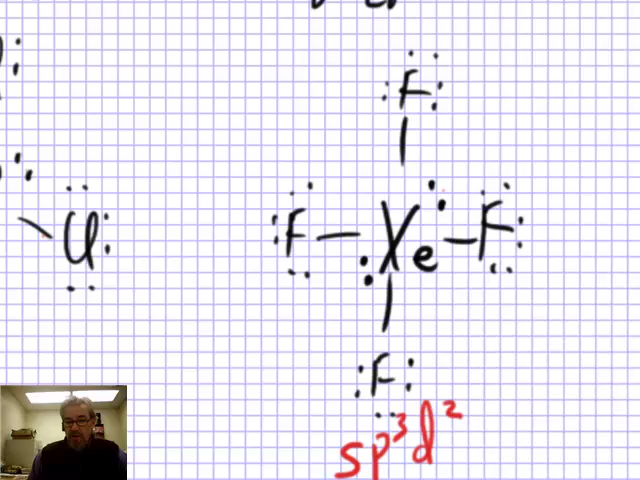 F
Cl
F — Xe — F
F
sp³d²